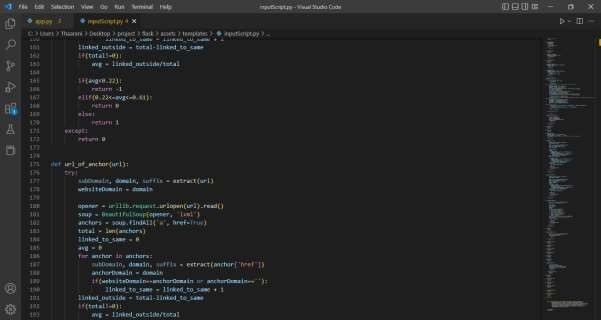 File Edit Selection View Go Run Terminal Help
inputScript.py - Visual Studio Code
app.py 2
inputScript.py 4
C: > Users > Thasmmi > Desktop > project > flask > assets > templates > inputScript.py > ...
160 linked_to_same = linked_to_same + 1
161 linked_outside = total-linked_to_same
162 if(total!=0):
163 avg = linked_outside/total
164
165 if(avg<0.22):
166 return -1
167 elif(0.22<=avg<=0.61):
168 return 0
169 else:
170 return 1
171 except:
172 return 0
173
174
175 def url_of_anchor(url):
176 try:
177 subDomain, domain, suffix = extract(url)
178 websiteDomain = domain
179
180 opener = urllib.request.urlopen(url).read()
181 soup = BeautifulSoup(opener, 'lxml')
182 anchors = soup.findAll('a', href=True)
183 total = len(anchors)
184 linked_to_same = 0
185 avg = 0
186 for anchor in anchors:
187 subDomain, domain, suffix = extract(anchor['href'])
188 anchorDomain = domain
189 if(websiteDomain==anchorDomain or anchorDomain==''):
190 linked_to_same = linked_to_same + 1
191 linked_outside = total-linked_to_same
192 if(total!=0):
193 avg = linked_outside/total